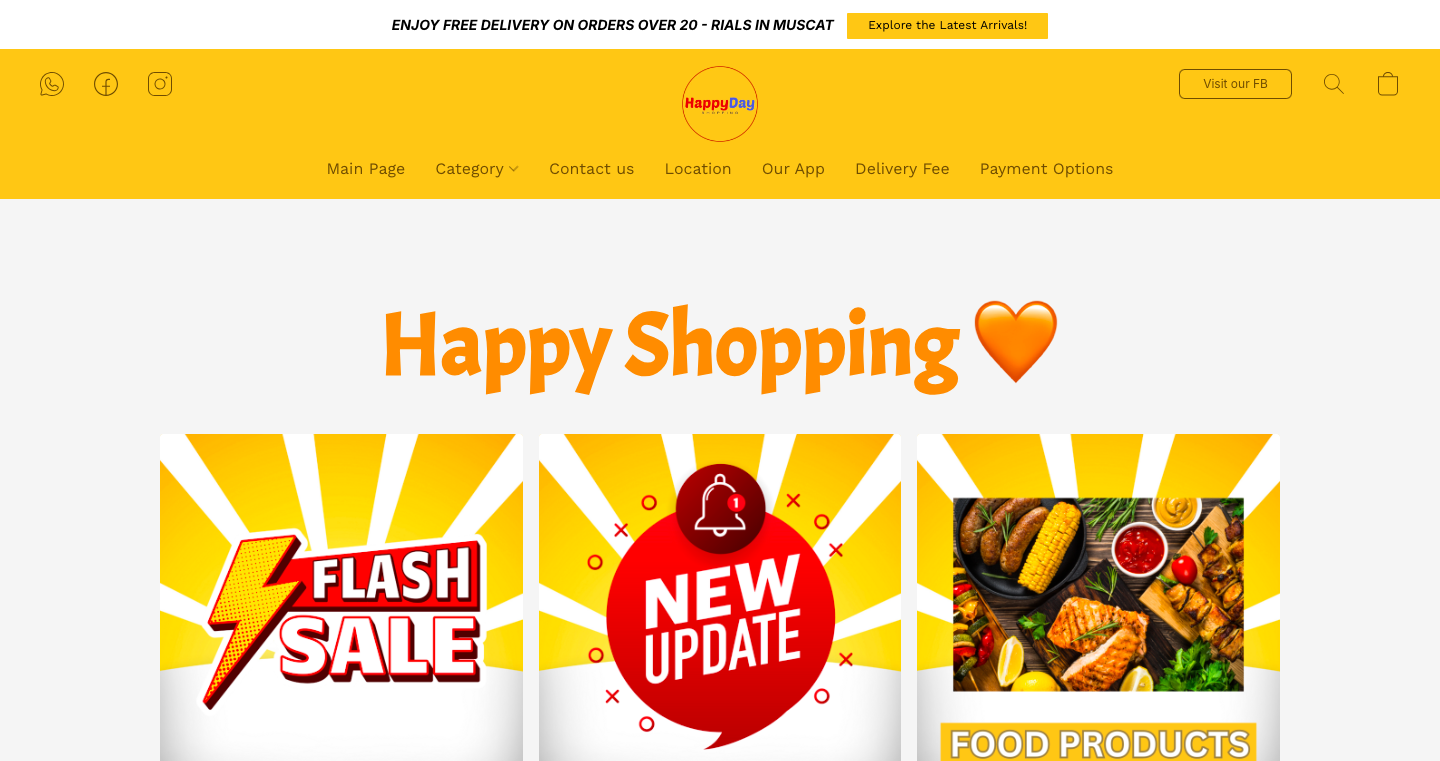 ENJOY FREE DELIVERY ON ORDERS OVER 20 - RIALS IN MUSCAT
Explore the Latest Arrivals!
HappyDay
SHOPPING
Visit our FB
Main Page
Category
Contact us
Location
Our App
Delivery Fee
Payment Options
Happy Shopping 🧡
FLASH
SALE
1
NEW
UPDATE
FOOD PRODUCTS